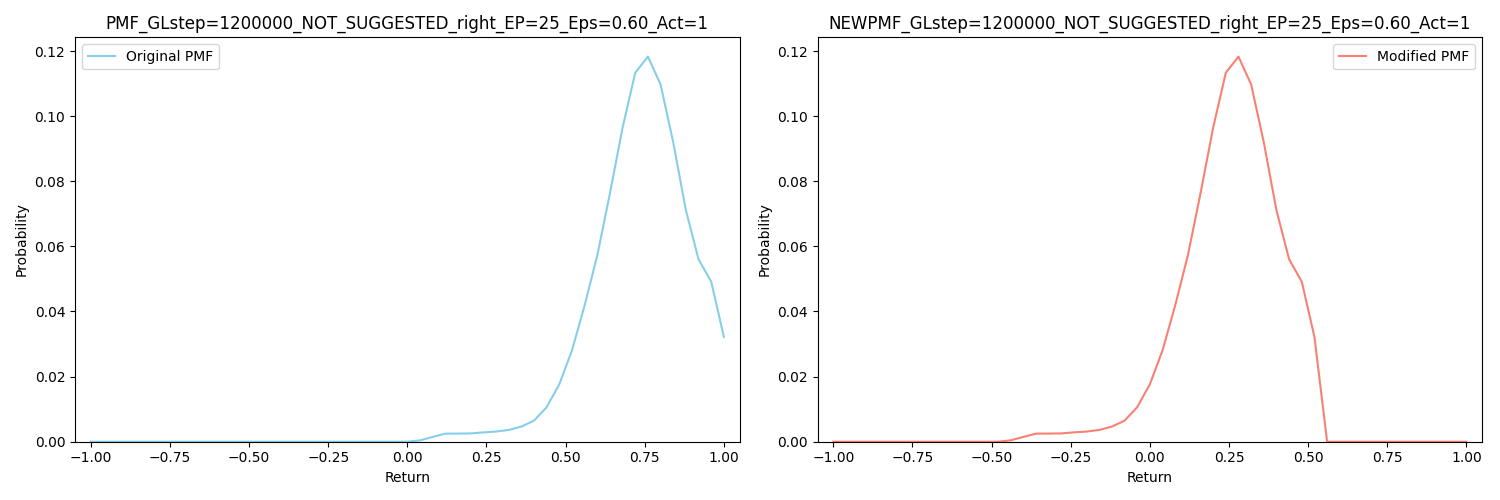 PMF_GLstep=1200000_NOT_SUGGESTED_right_EP=25_Eps=0.60_Act=1
Original PMF
0.12
0.10
0.08
0.06
0.04
0.02
0.00
Probability
−1.00 −0.75 −0.50 −0.25 0.00 0.25 0.50 0.75 1.00
Return
NEWPMF_GLstep=1200000_NOT_SUGGESTED_right_EP=25_Eps=0.60_Act=1
Modified PMF
0.12
0.10
0.08
0.06
0.04
0.02
0.00
Probability
−1.00 −0.75 −0.50 −0.25 0.00 0.25 0.50 0.75 1.00
Return